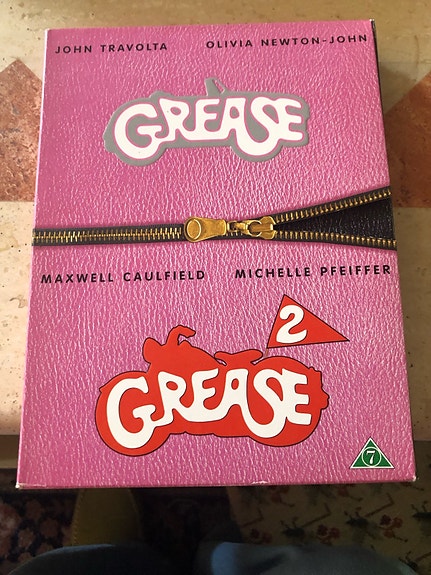 JOHN TRAVOLTA OLIVIA NEWTON-JOHN
GREASE
MAXWELL CAULFIELD MICHELLE PFEIFFER
2
GREASE
7